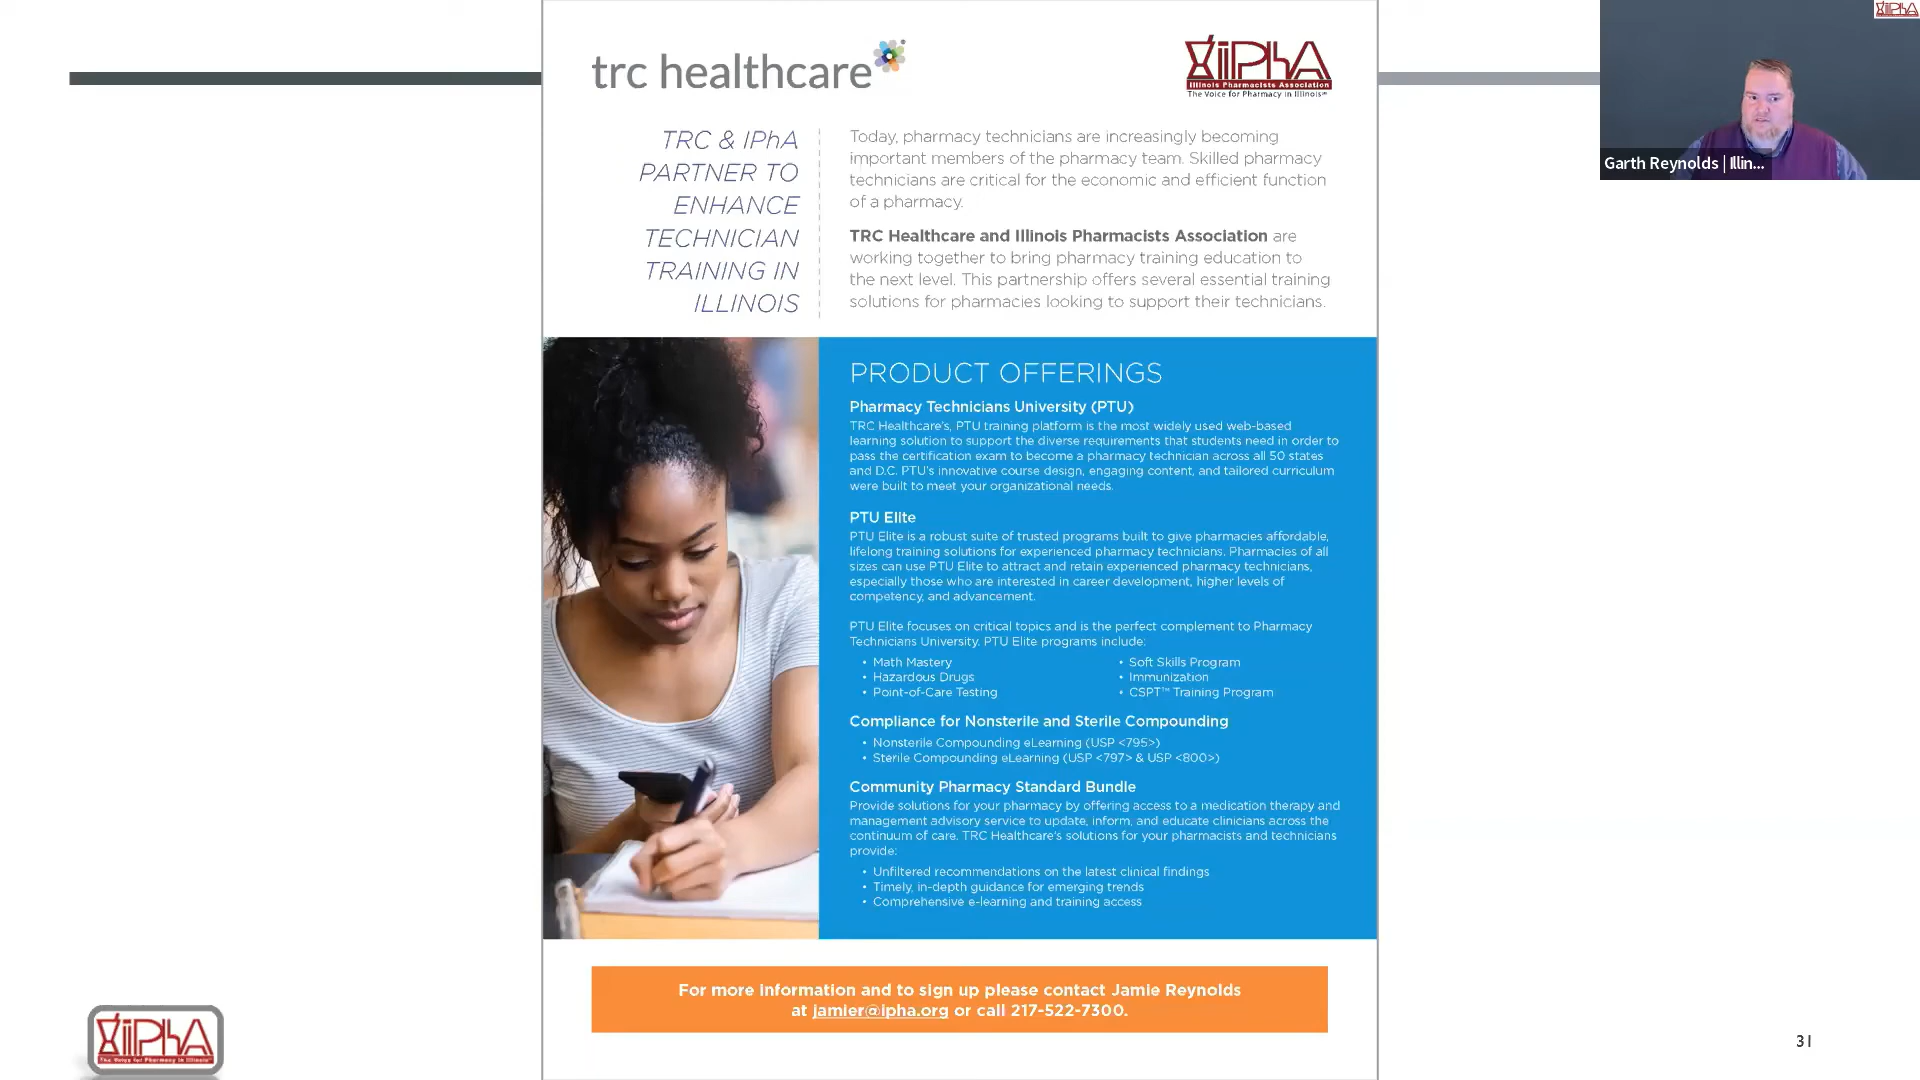 trc healthcare
IPhA
Illinois Pharmacists Association
The Voice for Pharmacy in Illinois℠
IPhA
Garth Reynolds | Illin...
TRC & IPhA
PARTNER TO
ENHANCE
TECHNICIAN
TRAINING IN
ILLINOIS
Today, pharmacy technicians are increasingly becoming
important members of the pharmacy team. Skilled pharmacy
technicians are critical for the economic and efficient function
of a pharmacy.
TRC Healthcare and Illinois Pharmacists Association are
working together to bring pharmacy training education to
the next level. This partnership offers several essential training
solutions for pharmacies looking to support their technicians.
PRODUCT OFFERINGS
Pharmacy Technicians University (PTU)
TRC Healthcare's, PTU training platform is the most widely used web-based
learning solution to support the diverse requirements that students need in order to
pass the certification exam to become a pharmacy technician across all 50 states
and D.C. PTU's innovative course design, engaging content, and tailored curriculum
were built to meet your organizational needs.
PTU Elite
PTU Elite is a robust suite of trusted programs built to give pharmacies affordable,
lifelong training solutions for experienced pharmacy technicians. Pharmacies of all
sizes can use PTU Elite to attract and retain experienced pharmacy technicians,
especially those who are interested in career development, higher levels of
competency, and advancement.
PTU Elite focuses on critical topics and is the perfect complement to Pharmacy
Technicians University. PTU Elite programs include:
• Math Mastery
• Hazardous Drugs
• Point-of-Care Testing
• Soft Skills Program
• Immunization
• CSPT™ Training Program
Compliance for Nonsterile and Sterile Compounding
• Nonsterile Compounding eLearning (USP <795>)
• Sterile Compounding eLearning (USP <797> & USP <800>)
Community Pharmacy Standard Bundle
Provide solutions for your pharmacy by offering access to a medication therapy and
management advisory service to update, inform, and educate clinicians across the
continuum of care. TRC Healthcare's solutions for your pharmacists and technicians
provide:
• Unfiltered recommendations on the latest clinical findings
• Timely, in-depth guidance for emerging trends
• Comprehensive e-learning and training access
For more information and to sign up please contact Jamie Reynolds
at jamier@ipha.org or call 217-522-7300.
IPhA
The Voice for Pharmacy in Illinois℠
31